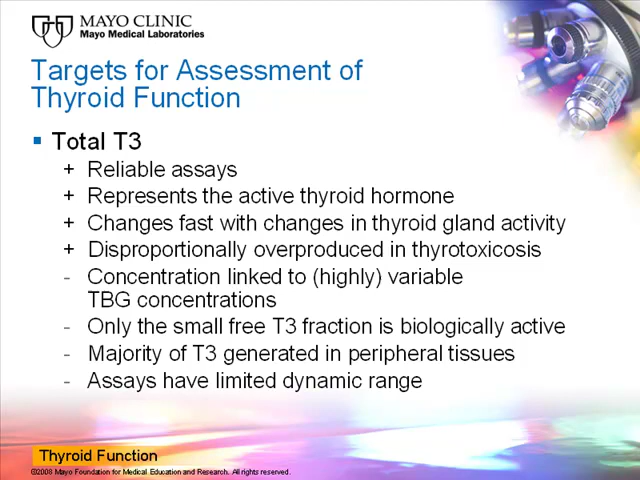 MAYO CLINIC
Mayo Medical Laboratories
Targets for Assessment of
Thyroid Function
▪ Total T3
+ Reliable assays
+ Represents the active thyroid hormone
+ Changes fast with changes in thyroid gland activity
+ Disproportionally overproduced in thyrotoxicosis
- Concentration linked to (highly) variable
TBG concentrations
- Only the small free T3 fraction is biologically active
- Majority of T3 generated in peripheral tissues
- Assays have limited dynamic range
Thyroid Function
©2008 Mayo Foundation for Medical Education and Research. All rights reserved.